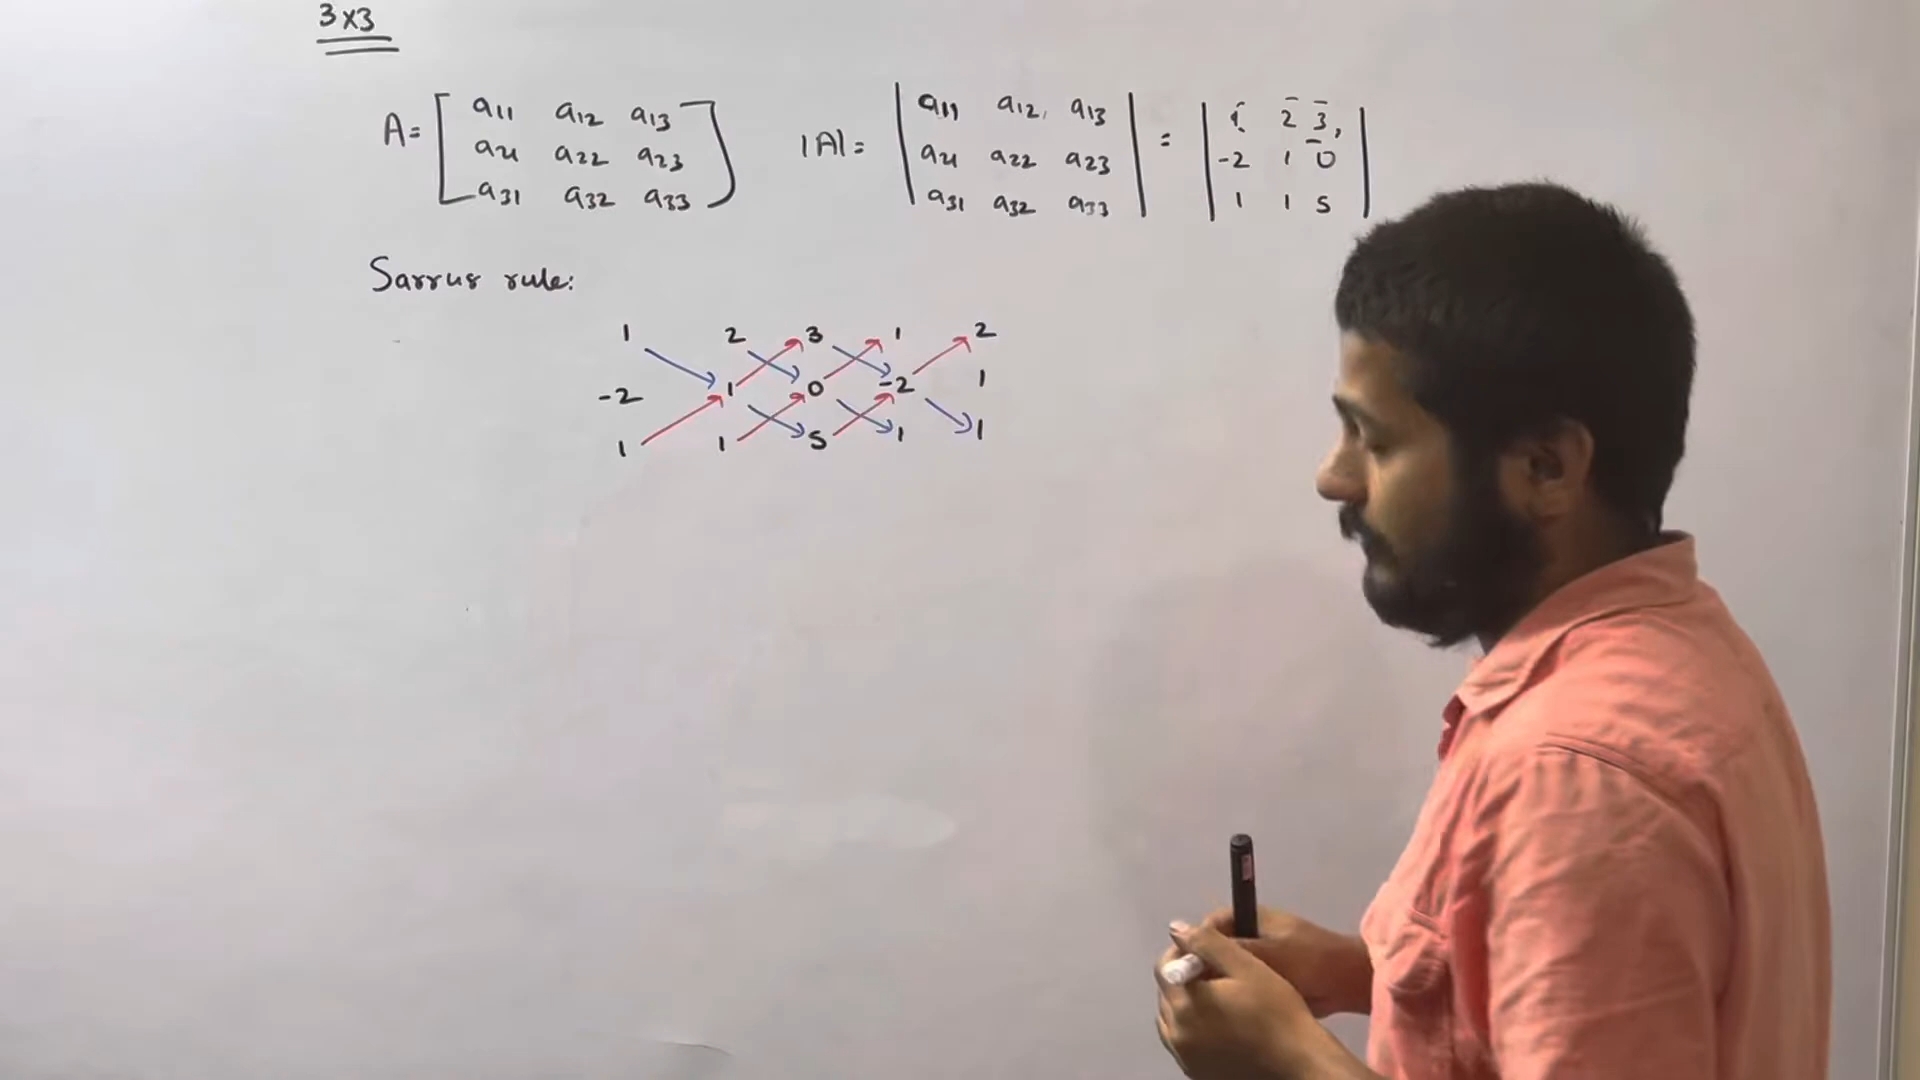 3x3
A= [ a11 a12 a13 |A|= | a11 a12, a13 | = | 1 2 3, |
a21 a22 a23 a21 a22 a23 -2 1 0
a31 a32 a33 ] a31 a32 a33 1 1 5
Sarrus rule:
1 2 3 1 2
-2 1 0 -2 1
1 1 5 1 1